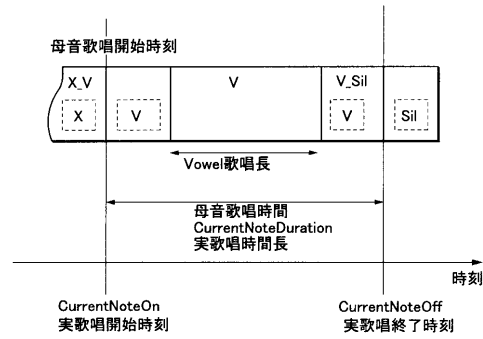 母音歌唱開始時刻
X_V
V
V_Sil
X
V
V
Sil
Vowel歌唱長
母音歌唱時間
CurrentNoteDuration
実歌唱時間長
時刻
CurrentNoteOn
実歌唱開始時刻
CurrentNoteOff
実歌唱終了時刻